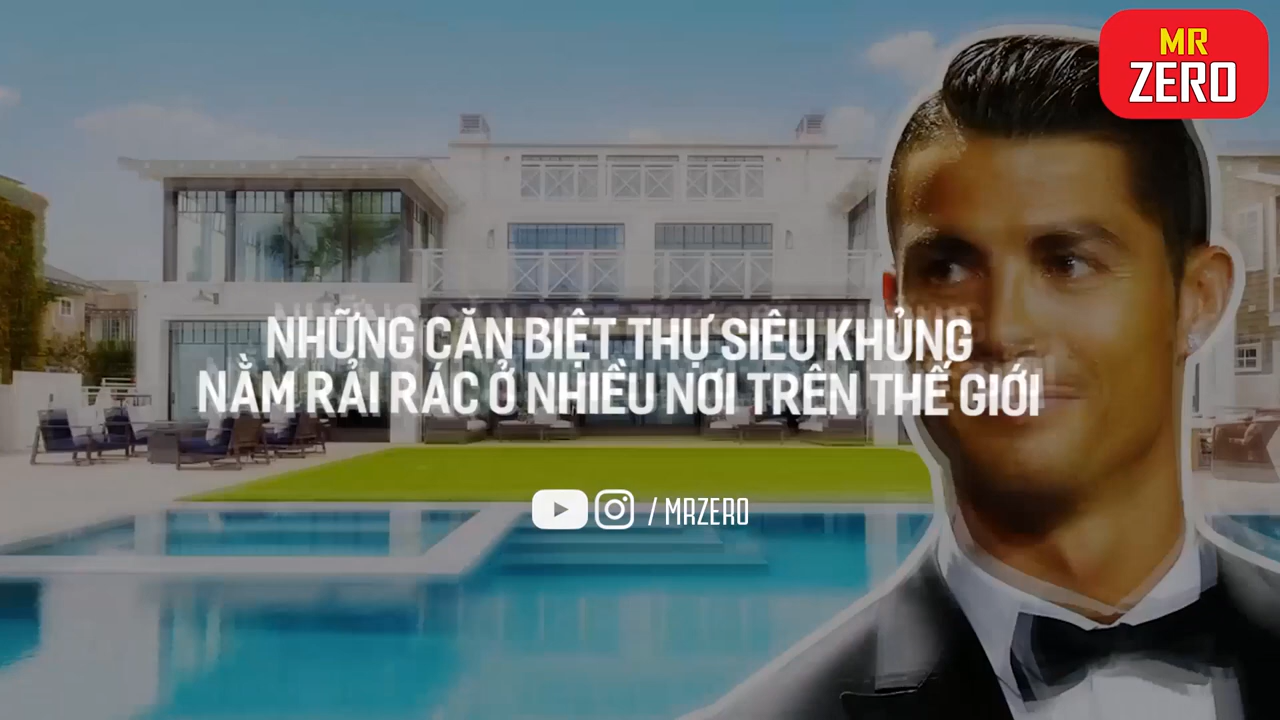 MR
ZERO
NHỮNG CĂN BIỆT THỰ SIÊU KHỦNG
NẰM RẢI RÁC Ở NHIỀU NƠI TRÊN THẾ GIỚI
/ MRZERO